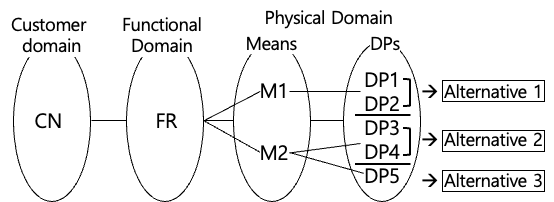 Physical Domain
Customer domain
Functional Domain
Means
DPs
CN
FR
M1
M2
DP1
DP2
DP3
DP4
DP5
→ Alternative 1
→ Alternative 2
→ Alternative 3